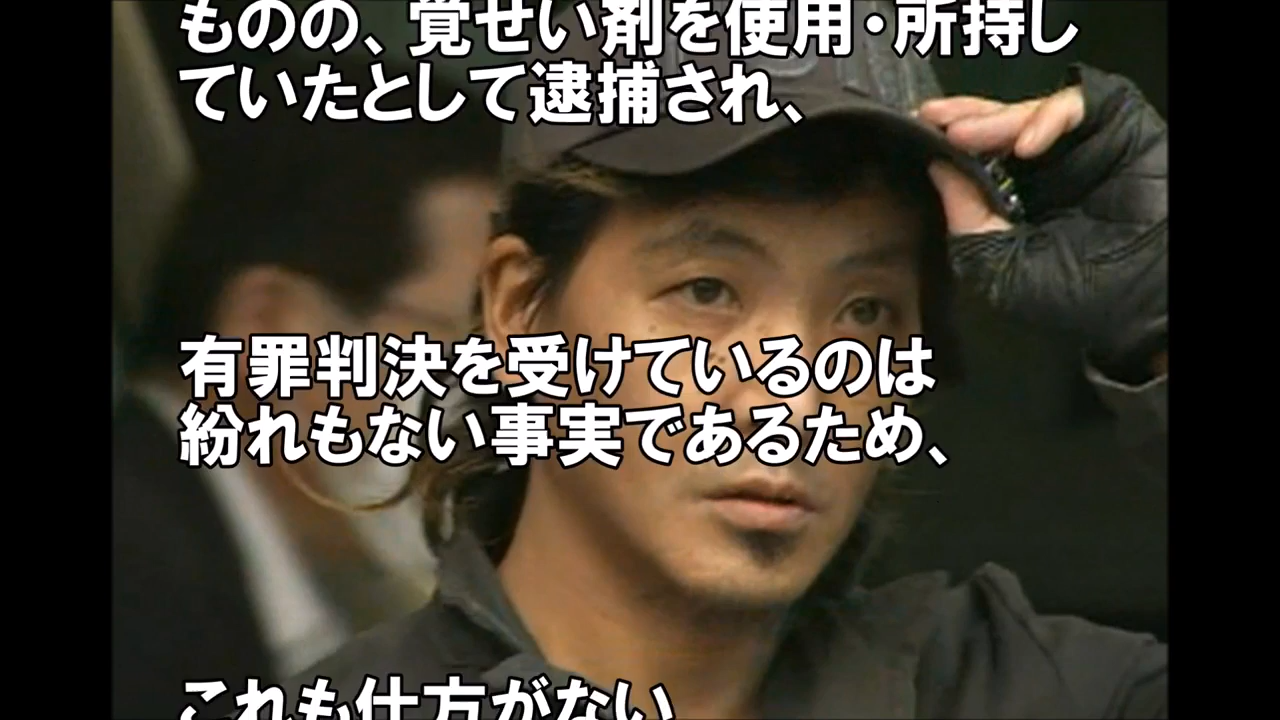 ものの、覚せい剤を使用・所持し
ていたとして逮捕され、
有罪判決を受けているのは
紛れもない事実であるため、
これも仕方がない